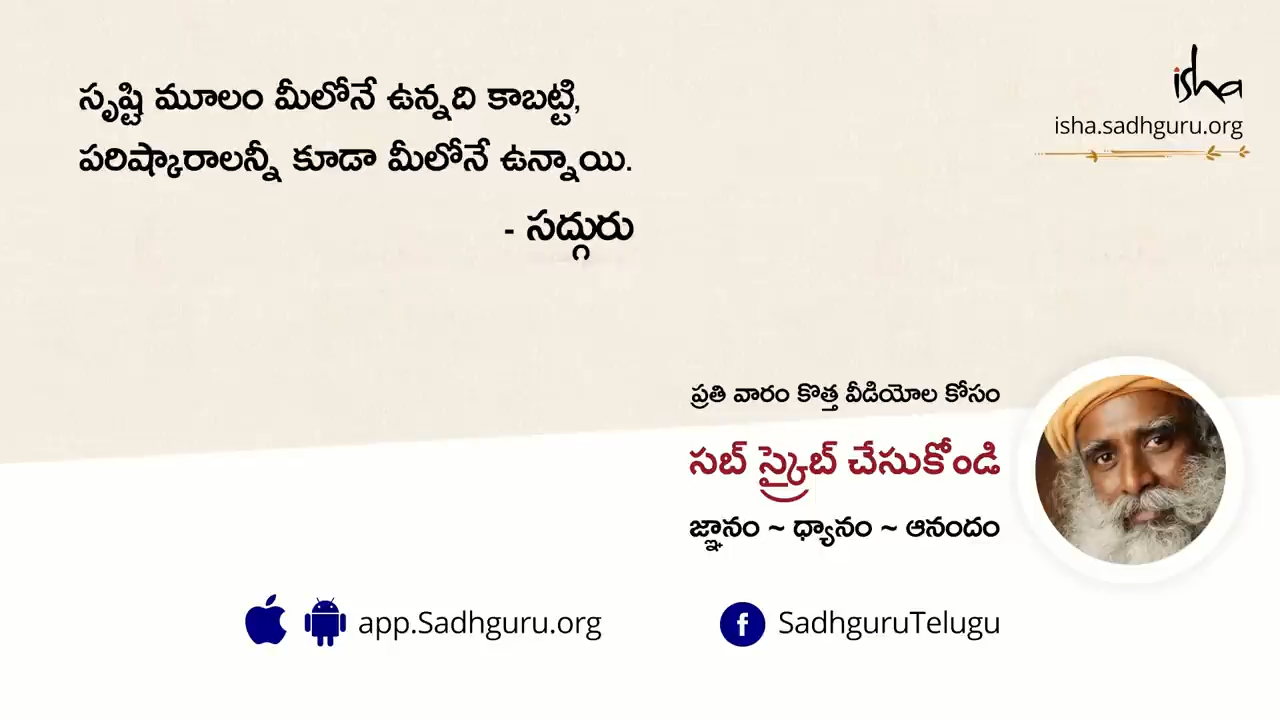 సృష్టి మూలం మీలోనే ఉన్నది కాబట్టి,
పరిష్కారాలన్నీ కూడా మీలోనే ఉన్నాయి.
- సద్గురు
isha
isha.sadhguru.org
ప్రతి వారం కొత్త వీడియోల కోసం
సబ్ స్క్రైబ్ చేసుకోండి
జ్ఞానం ~ ధ్యానం ~ ఆనందం
app.Sadhguru.org
f SadhguruTelugu